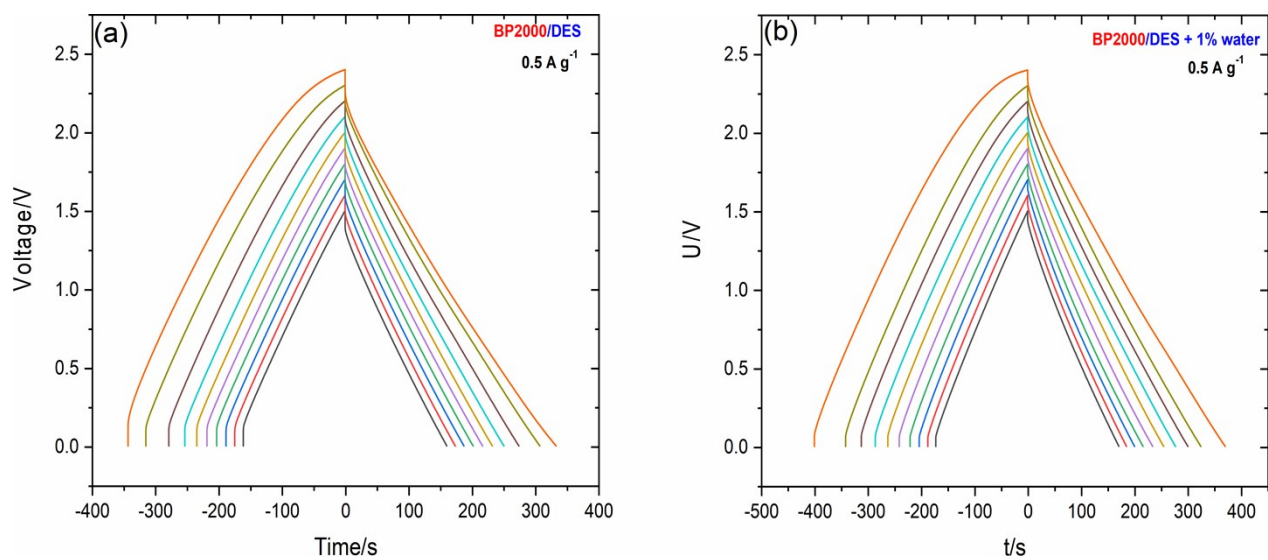 (a)
BP2000/DES
0.5 A g⁻¹
2.5
2.0
1.5
1.0
0.5
0.0
Voltage/V
-400 -300 -200 -100 0 100 200 300 400
Time/s
(b)
BP2000/DES + 1% water
0.5 A g⁻¹
2.5
2.0
1.5
1.0
0.5
0.0
U/V
-500 -400 -300 -200 -100 0 100 200 300 400
t/s